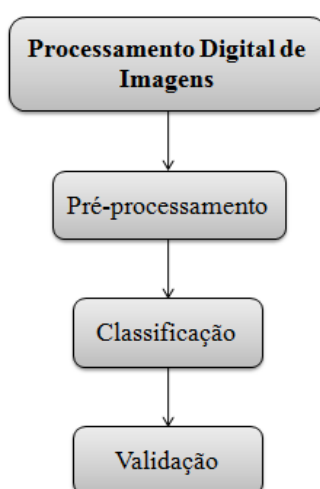 Processamento Digital de
Imagens
Pré-processamento
Classificação
Validação